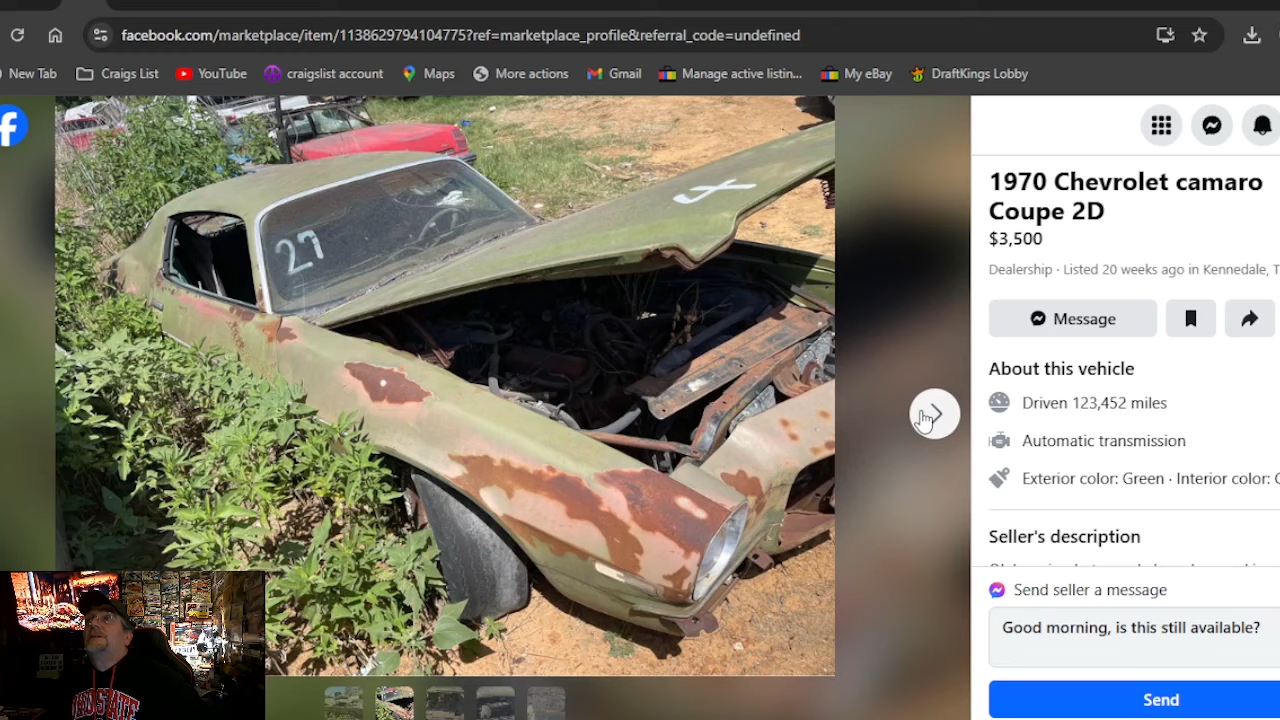 facebook.com/marketplace/item/1138629794104775?ref=marketplace_profile&referral_code=undefined
New Tab
Craigs List
YouTube
craigslist account
Maps
More actions
Gmail
Manage active listin...
My eBay
DraftKings Lobby
27
1970 Chevrolet camaro
Coupe 2D
$3,500
Dealership · Listed 20 weeks ago in Kennedale, T
Message
About this vehicle
Driven 123,452 miles
Automatic transmission
Exterior color: Green · Interior color:
Seller's description
Send seller a message
Good morning, is this still available?
Send